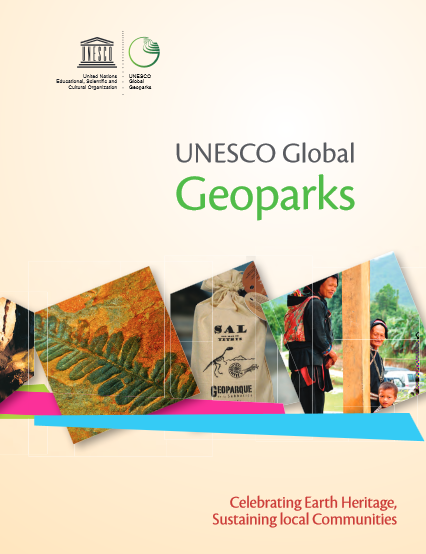 UNESCO
United Nations
Educational, Scientific and
Cultural Organization
UNESCO
Global
Geoparks
UNESCO Global
Geoparks
SAL
TETHYS
GEOPARQUE
Celebrating Earth Heritage,
Sustaining local Communities